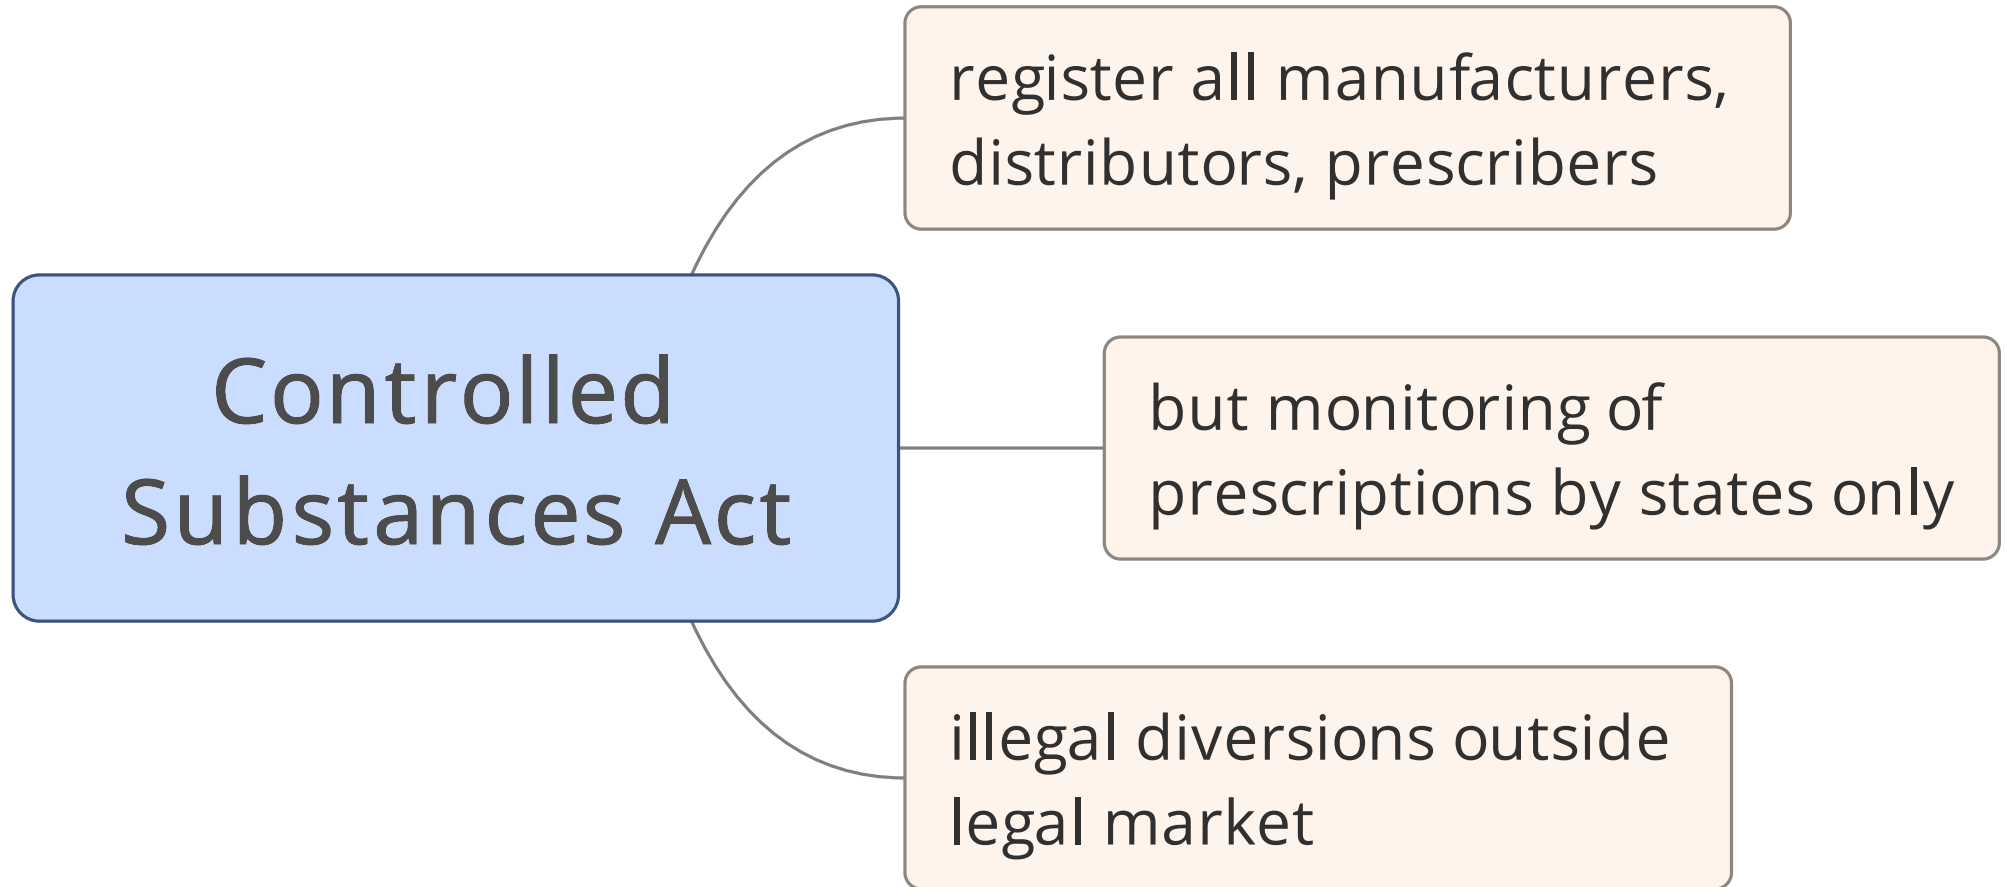 register all manufacturers,
distributors, prescribers
Controlled
Substances Act
but monitoring of
prescriptions by states only
illegal diversions outside
legal market